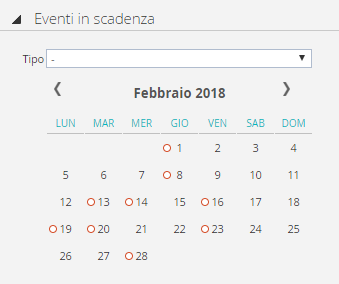 Eventi in scadenza
Tipo -
Febbraio 2018
LUN MAR MER GIO VEN SAB DOM
1 2 3 4
5 6 7 8 9 10 11
12 13 14 15 16 17 18
19 20 21 22 23 24 25
26 27 28